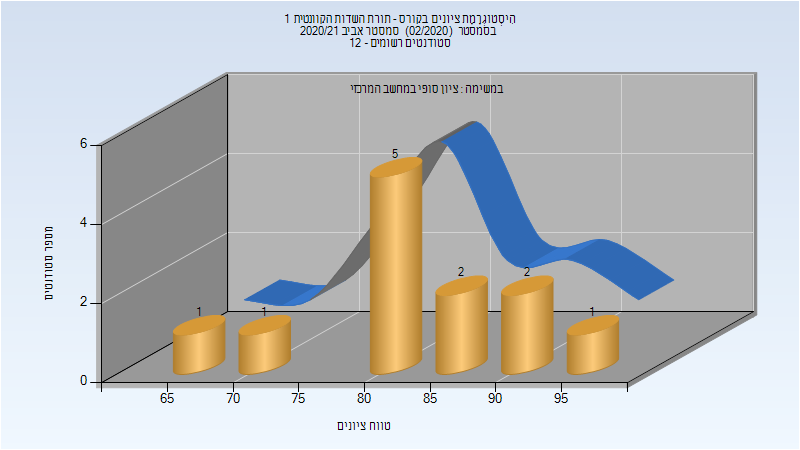 היסטוגרמת ציונים בקורס - תורת השדות הקוונטית 1
בסמסטר (02/2020) סמסטר אביב 2020/21
סטודנטים רשומים - 12
במשימה : ציון סופי במחשב המרכזי
מספר סטודנטים
6
4
2
0
1
1
5
2
2
1
65
70
75
80
85
90
95
טווח ציונים